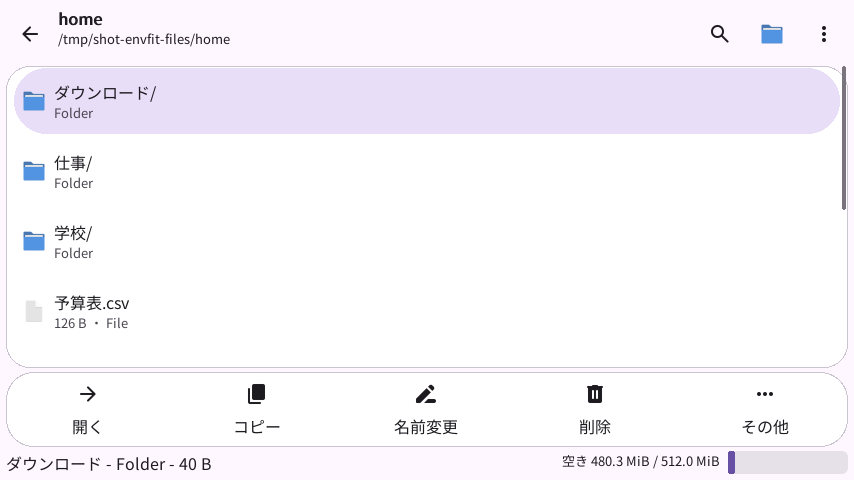 home
/tmp/shot-envfit-files/home
ダウンロード/
Folder
仕事/
Folder
学校/
Folder
予算表.csv
126 B ・ File
開く
コピー
名前変更
削除
その他
ダウンロード - Folder - 40 B
空き 480.3 MiB / 512.0 MiB